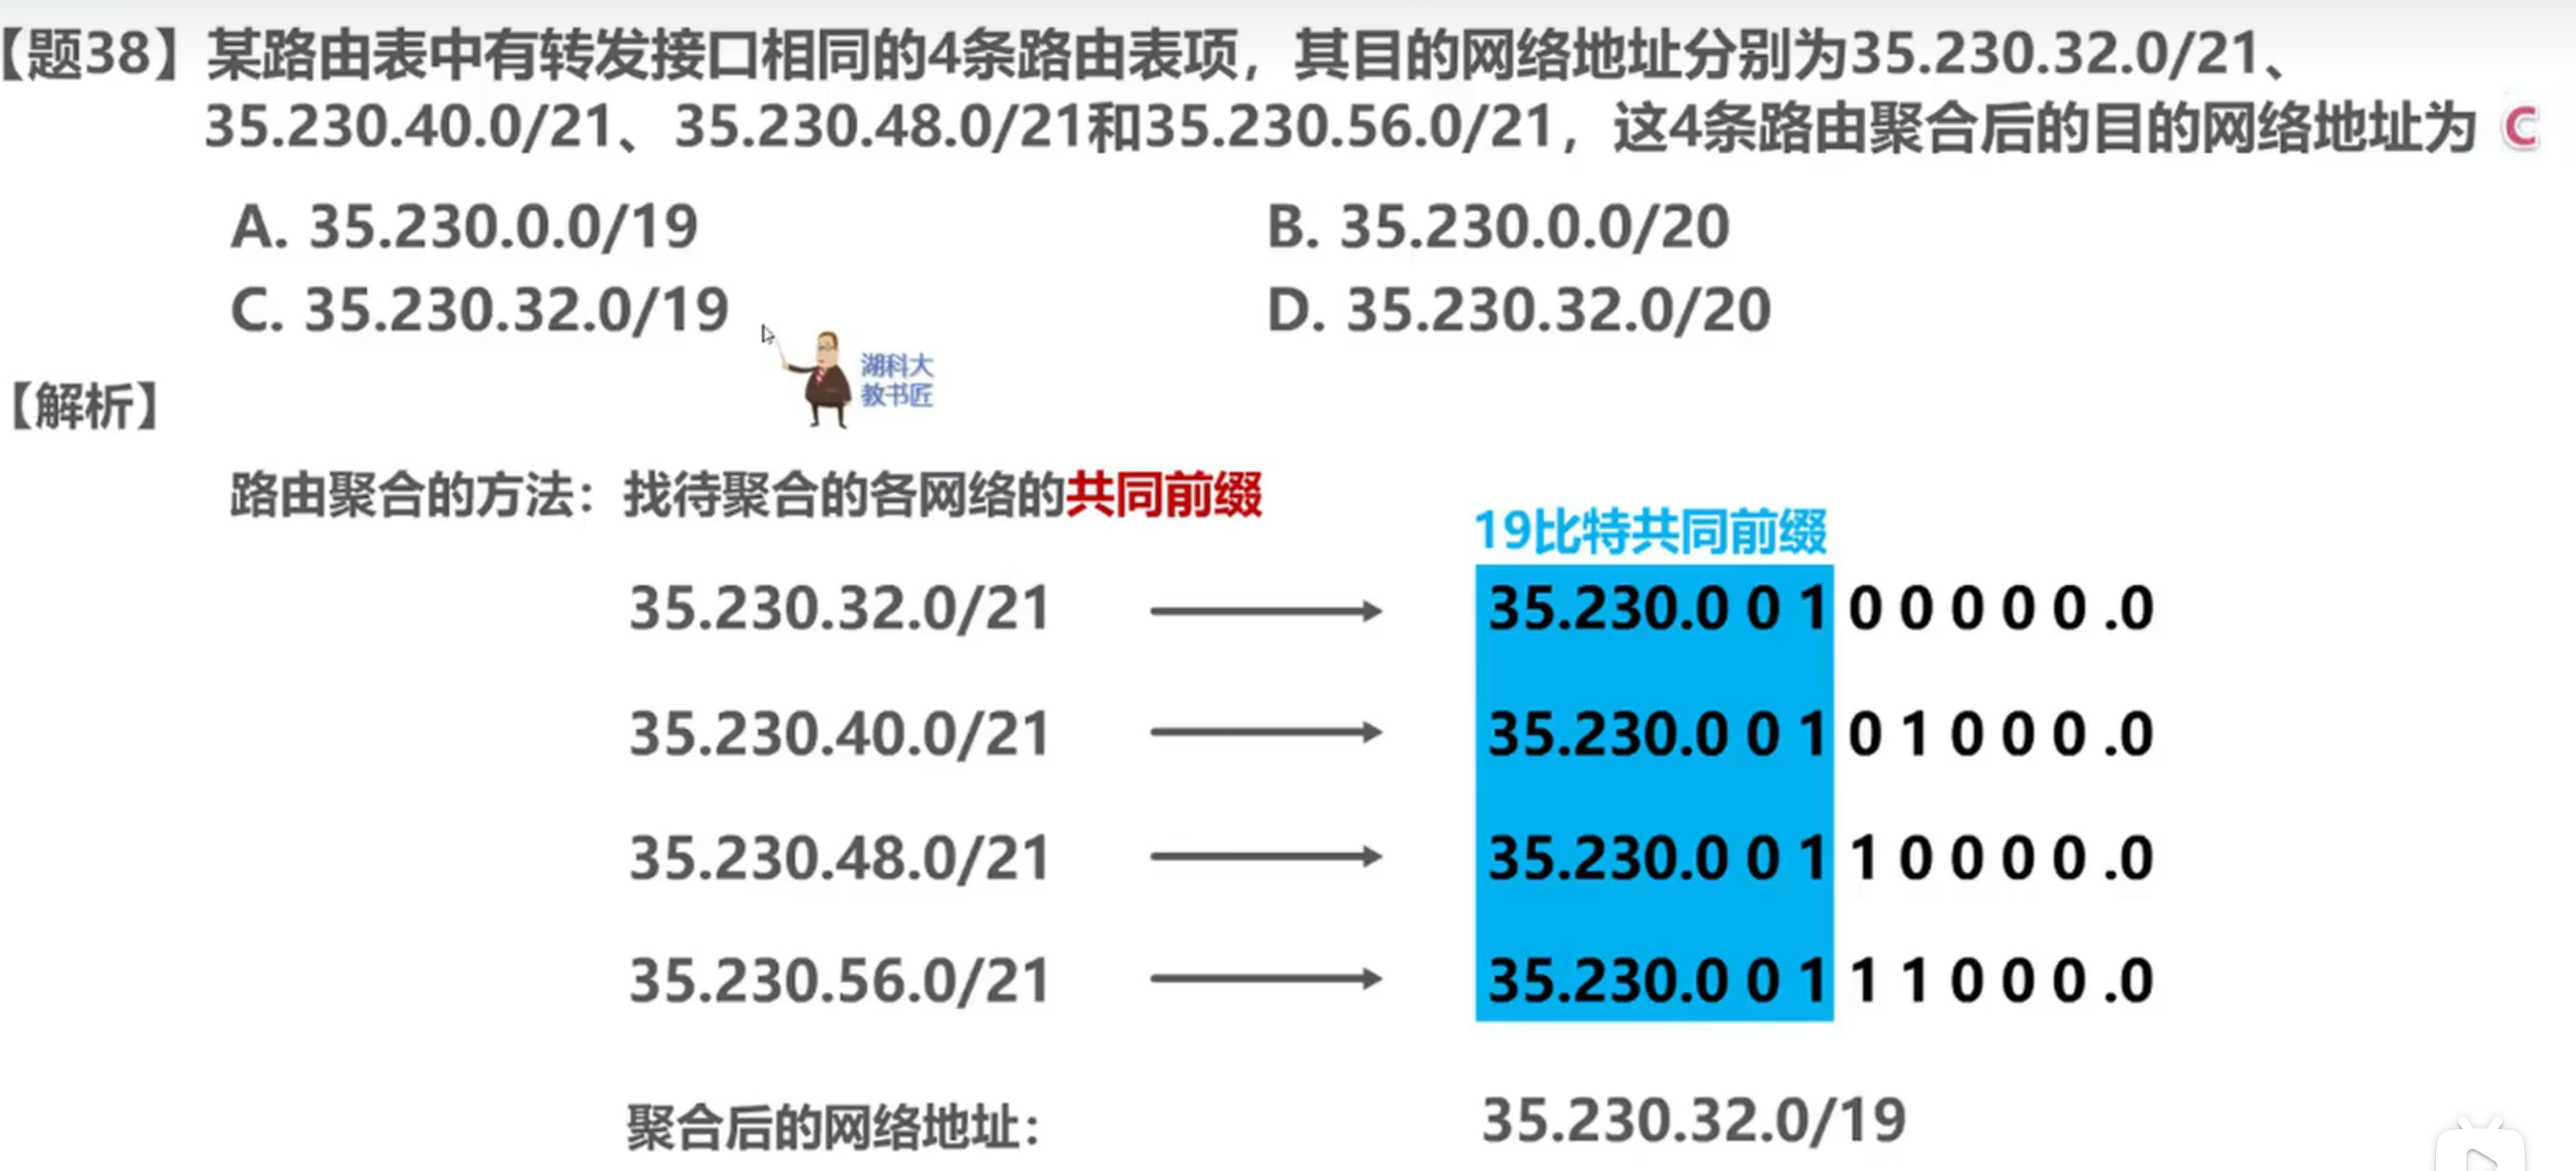 【题38】某路由表中有转发接口相同的4条路由表项，其目的网络地址分别为35.230.32.0/21、
35.230.40.0/21、35.230.48.0/21和35.230.56.0/21，这4条路由聚合后的目的网络地址为 C
A. 35.230.0.0/19
B. 35.230.0.0/20
C. 35.230.32.0/19
D. 35.230.32.0/20
湖科大
教书匠
【解析】
路由聚合的方法：找待聚合的各网络的共同前缀
19比特共同前缀
35.230.32.0/21
35.230.0 0 1 0 0 0 0 0 .0
35.230.40.0/21
35.230.0 0 1 0 1 0 0 0 .0
35.230.48.0/21
35.230.0 0 1 1 0 0 0 0 .0
35.230.56.0/21
35.230.0 0 1 1 1 0 0 0 .0
聚合后的网络地址：
35.230.32.0/19